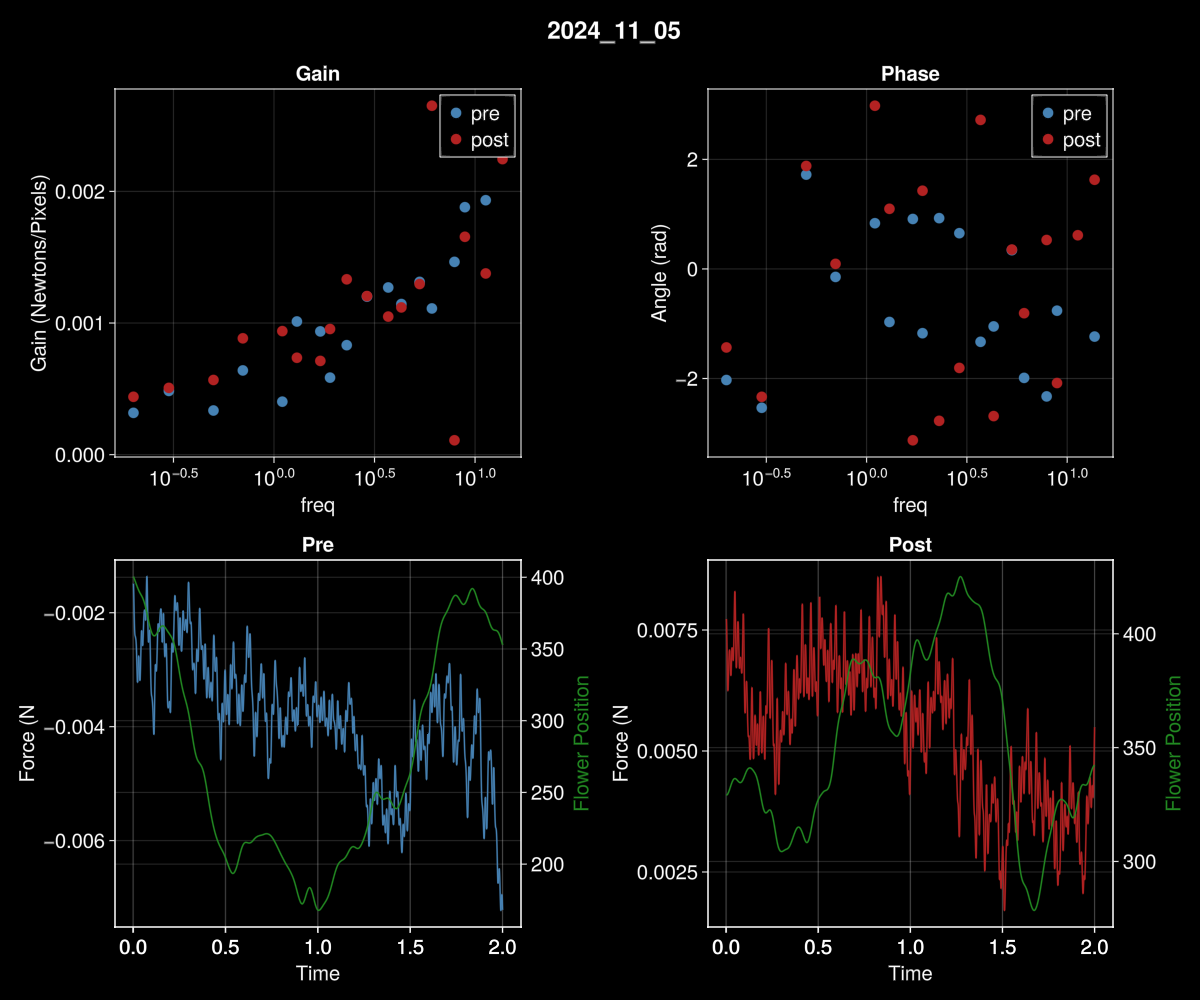 2024_11_05
Gain
Phase
pre
post
pre
post
Gain (Newtons/Pixels)
0.002
0.001
0.000
10^−0.5 10^0.0 10^0.5 10^1.0
freq
Angle (rad)
2
0
−2
10^−0.5 10^0.0 10^0.5 10^1.0
freq
Pre
Force (N
−0.002
−0.004
−0.006
400
350
300
250
200
Flower Position
0.0 0.5 1.0 1.5 2.0
Time
Post
Force (N
0.0075
0.0050
0.0025
400
350
300
Flower Position
0.0 0.5 1.0 1.5 2.0
Time